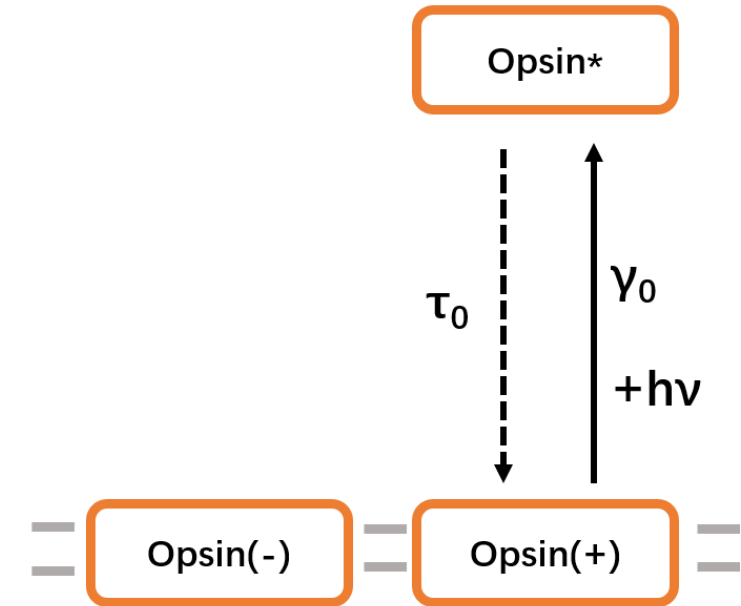 Opsin*
γ₀
τ₀
+hν
Opsin(-)
Opsin(+)